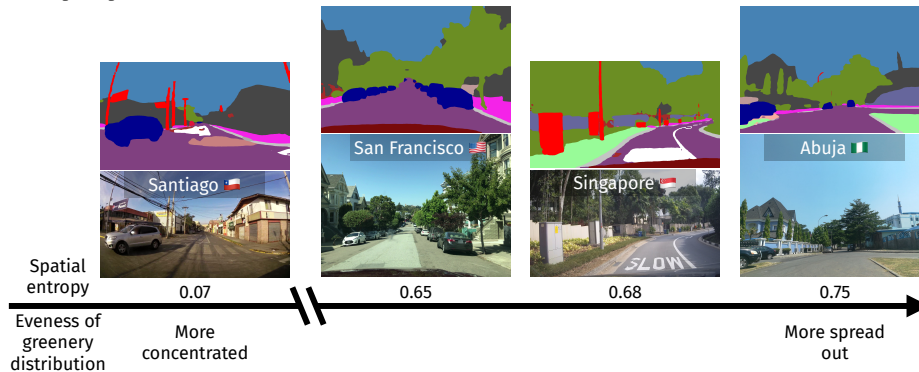 Santiago
San Francisco
Singapore
Abuja
SLOW
Spatial
entropy
0.07
0.65
0.68
0.75
Eveness of
greenery
distribution
More
concentrated
More spread
out